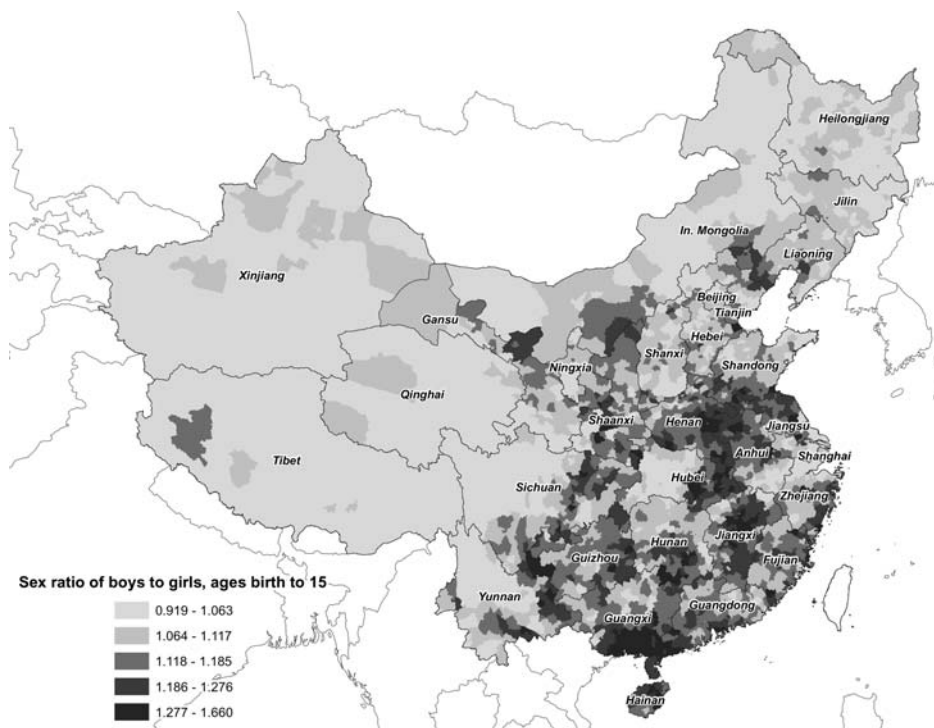 Heilongjiang
Jilin
In. Mongolia
Liaoning
Xinjiang
Beijing
Gansu
Tianjin
Hebei
Ningxia
Shanxi
Shandong
Qinghai
Shaanxi
Henan
Jiangsu
Tibet
Anhui
Shanghai
Sichuan
Hubei
Zhejiang
Hunan
Jiangxi
Guizhou
Fujian
Yunnan
Guangdong
Guangxi
Hainan
Sex ratio of boys to girls, ages birth to 15
0.919 - 1.063
1.064 - 1.117
1.118 - 1.185
1.186 - 1.276
1.277 - 1.660